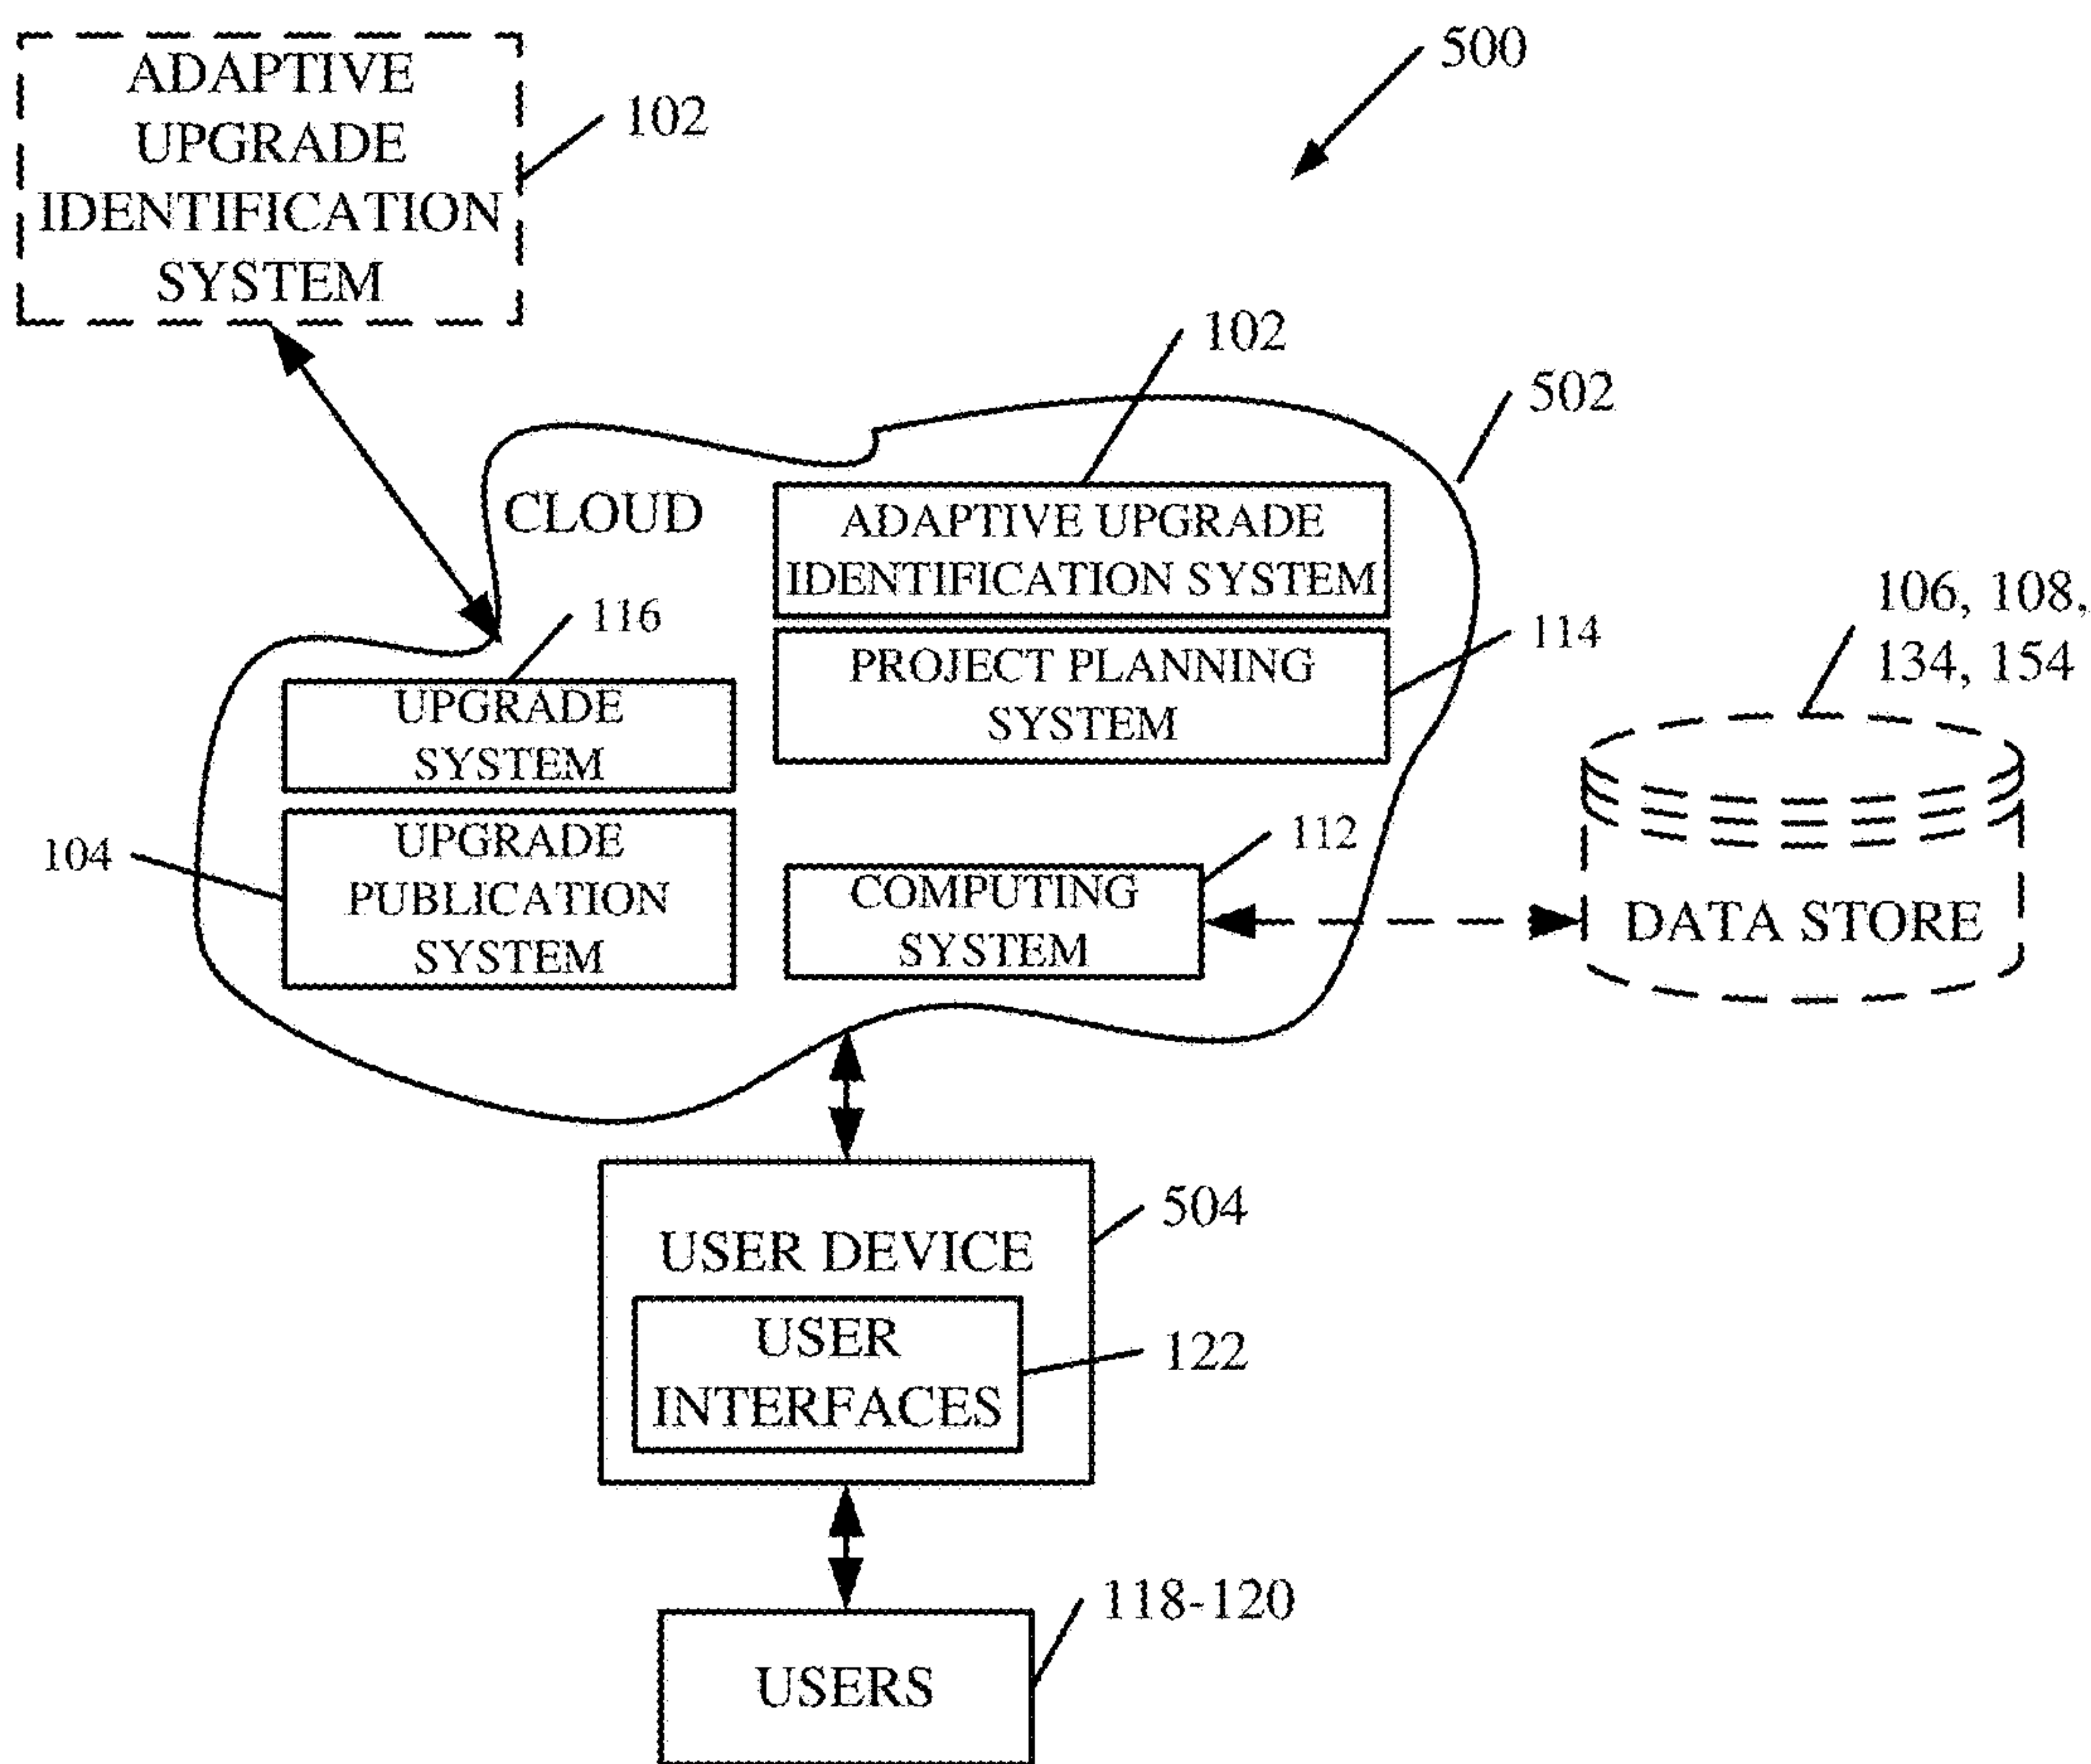 500
ADAPTIVE
UPGRADE
IDENTIFICATION
SYSTEM
102
102
502
CLOUD
ADAPTIVE UPGRADE
IDENTIFICATION SYSTEM
116
114
PROJECT PLANNING
SYSTEM
UPGRADE
SYSTEM
106, 108,
134, 154
104
UPGRADE
PUBLICATION
SYSTEM
112
COMPUTING
SYSTEM
DATA STORE
504
USER DEVICE
USER
INTERFACES
122
118-120
USERS